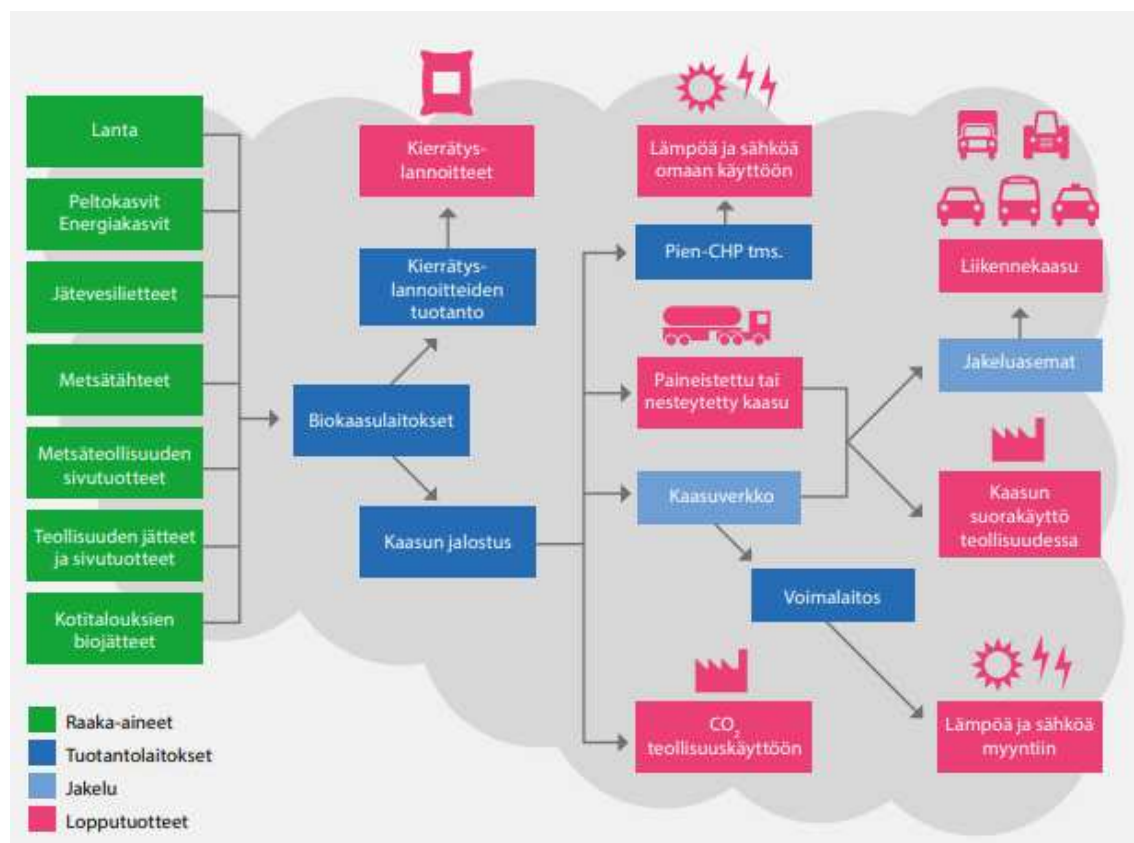 Lanta
Peltokasvit
Energiakasvit
Jätevesilietteet
Metsätähteet
Metsäteollisuuden
sivutuotteet
Teollisuuden jätteet
ja sivutuotteet
Kotitalouksien
biojätteet
Kierrätys-
lannoitteet
Kierrätys-
lannoitteiden
tuotanto
Biokaasulaitokset
Kaasun jalostus
Lämpöä ja sähköä
omaan käyttöön
Pien-CHP tms.
Paineistettu tai
nesteytetty kaasu
Kaasuverkko
Voimalaitos
CO₂
teollisuuskäyttöön
Liikennekaasu
Jakeluasemat
Kaasun
suorakäyttö
teollisuudessa
Lämpöä ja sähköä
myyntiin
Raaka-aineet
Tuotantolaitokset
Jakelu
Lopputuotteet